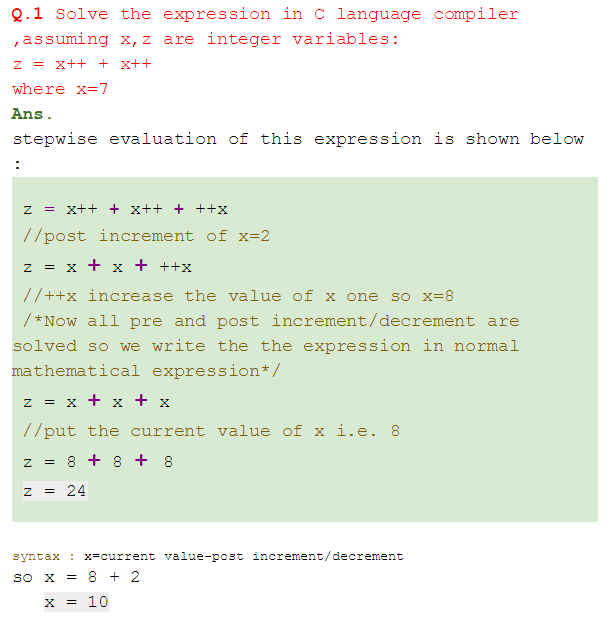 Q.1 Solve the expression in C language compiler
,assuming x,z are integer variables:
z = x++ + x++
where x=7
Ans.
stepwise evaluation of this expression is shown below
:
z = x++ + x++ + ++x
//post increment of x=2
z = x + x + ++x
//++x increase the value of x one so x=8
/*Now all pre and post increment/decrement are
solved so we write the the expression in normal
mathematical expression*/
z = x + x + x
//put the current value of x i.e. 8
z = 8 + 8 + 8
z = 24
syntax : x=current value-post increment/decrement
so x = 8 + 2
x = 10